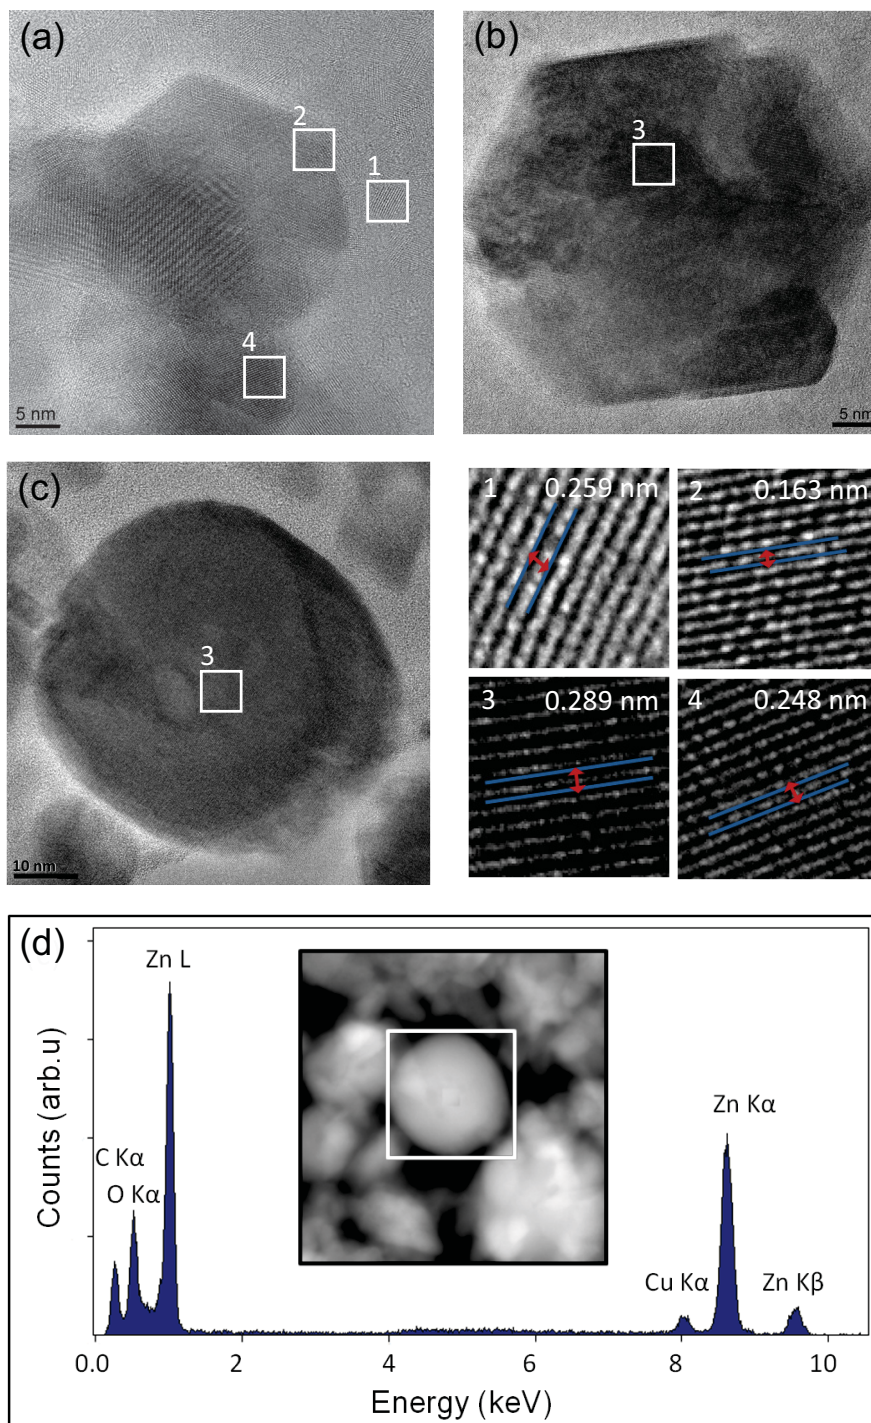 (a)
2
1
4
5 nm
(b)
3
5 nm
(c)
3
10 nm
1 0.259 nm
2 0.163 nm
3 0.289 nm
4 0.248 nm
(d)
Zn L
C Kα
O Kα
Zn Kα
Cu Kα
Zn Kβ
Counts (arb.u)
0.0 2 4 6 8 10
Energy (keV)